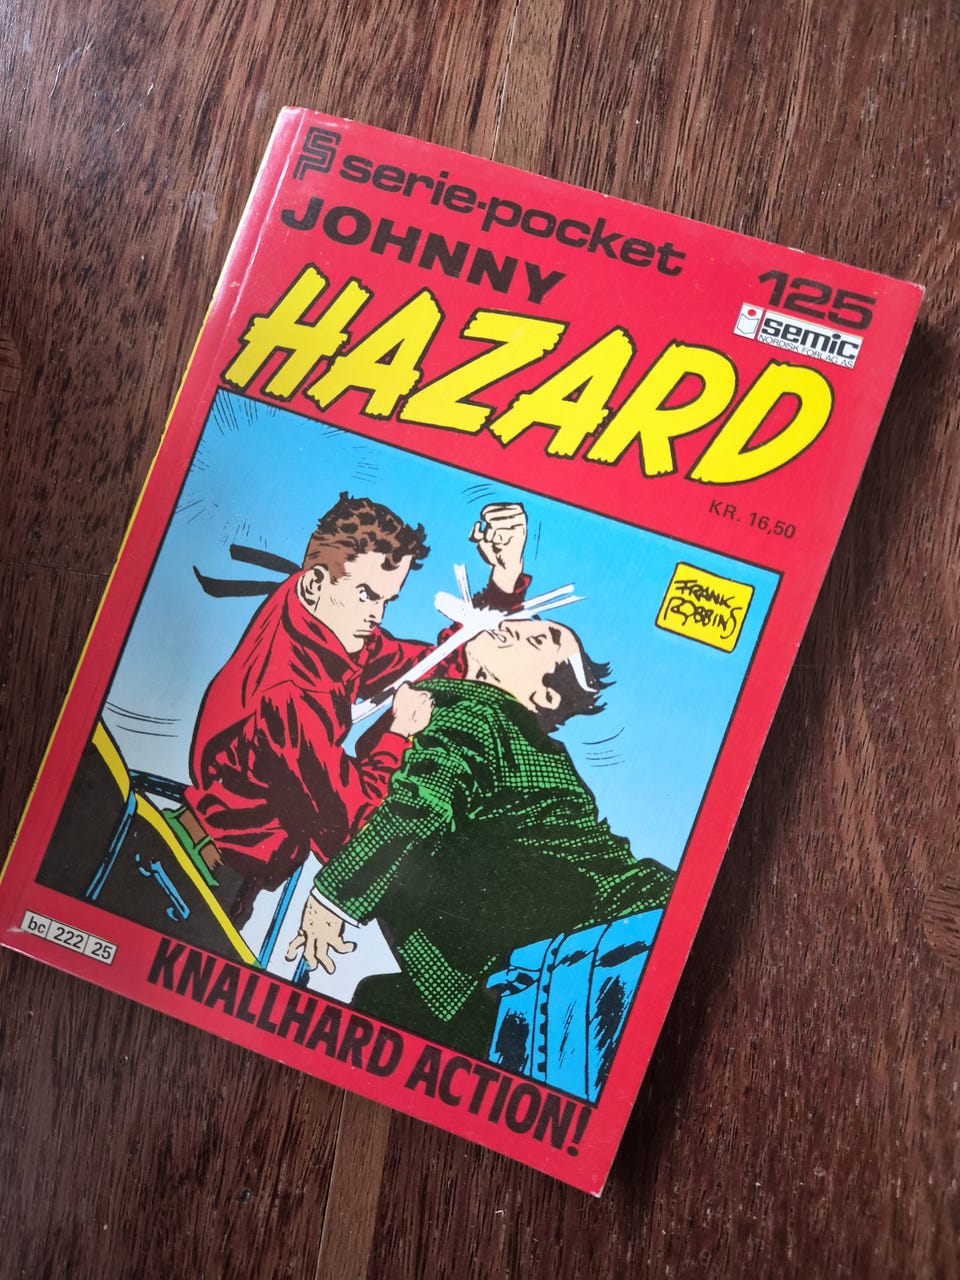 SP serie-pocket
JOHNNY
125
semic
NORDISK FORLAG AS
HAZARD
KR. 16,50
FRANK
ROBBINS
bc 222 25
KNALLHARD ACTION!